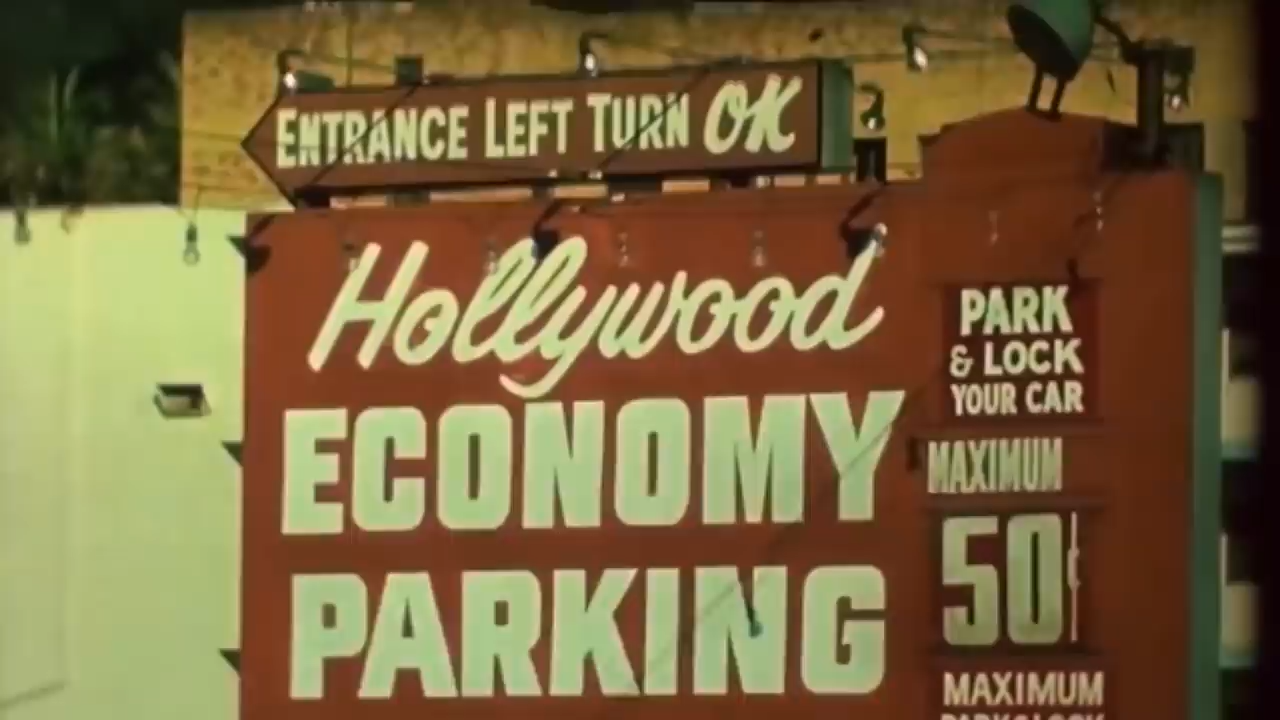 ENTRANCE LEFT TURN OK
Hollywood
ECONOMY
PARKING
PARK
& LOCK
YOUR CAR
MAXIMUM
50¢
MAXIMUM